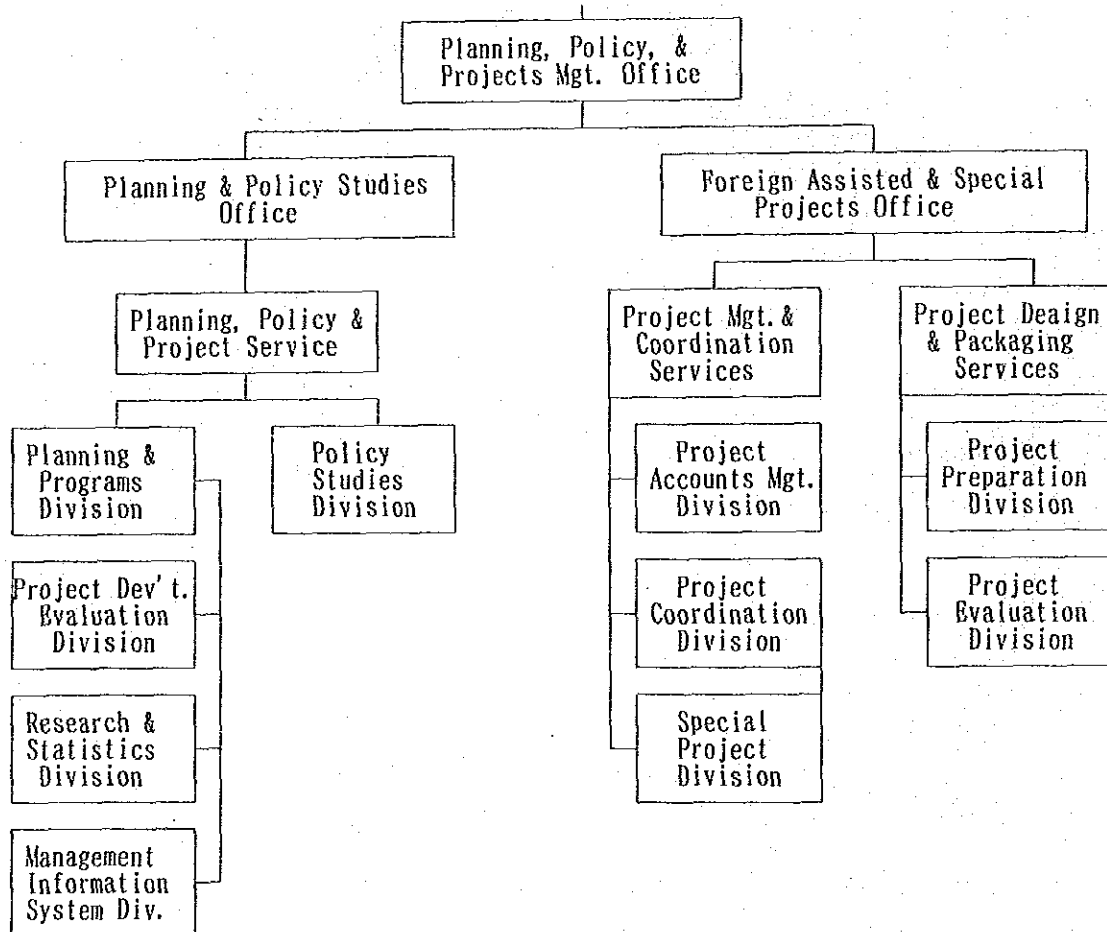 Planning, Policy, &
Projects Mgt. Office
Planning & Policy Studies
Office
Foreign Assisted & Special
Projects Office
Planning, Policy &
Project Service
Project Mgt. &
Coordination
Services
Project Deaign
& Packaging
Services
Planning &
Programs
Division
Policy
Studies
Division
Project
Accounts Mgt.
Division
Project
Preparation
Division
Project Dev't.
Evaluation
Division
Project
Coordination
Division
Project
Evaluation
Division
Research &
Statistics
Division
Special
Project
Division
Management
Information
System Div.